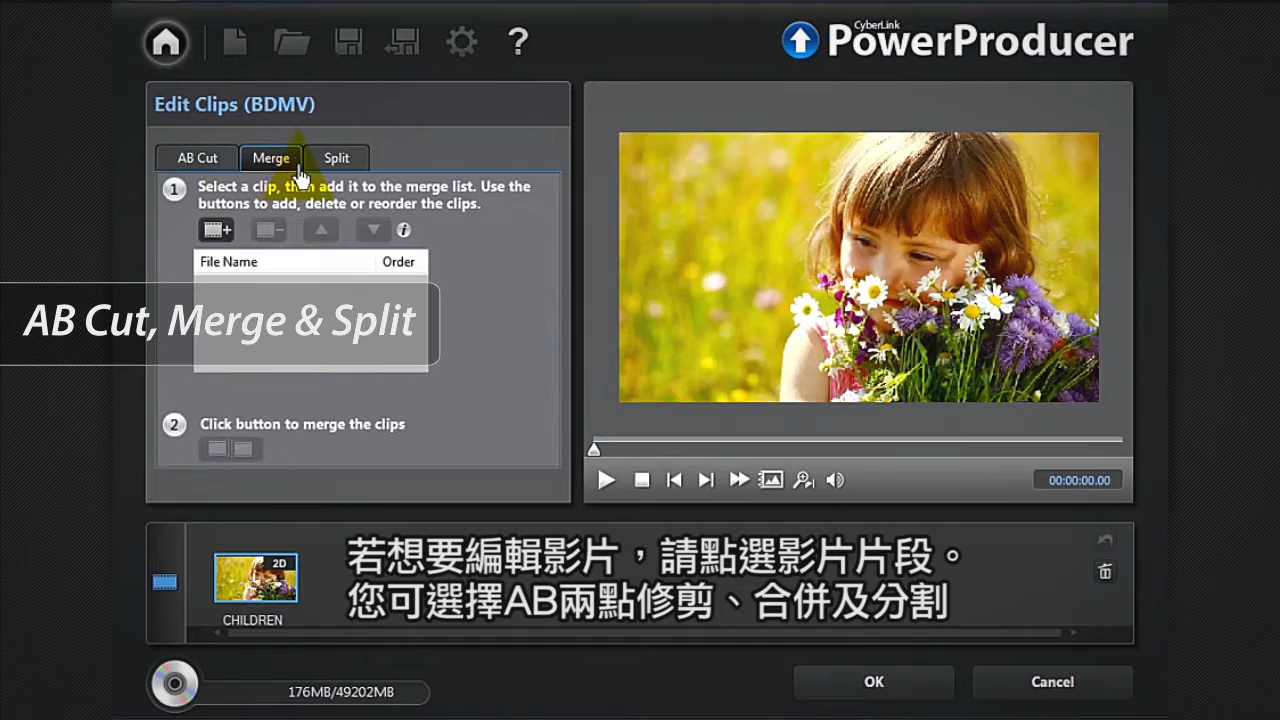 ?
CyberLink
PowerProducer
Edit Clips (BDMV)
AB Cut
Merge
Split
1
Select a clip, then add it to the merge list. Use the
buttons to add, delete or reorder the clips.
i
File Name
Order
AB Cut, Merge & Split
2
Click button to merge the clips
00:00:00.00
2D
CHILDREN
若想要編輯影片，請點選影片片段。
您可選擇AB兩點修剪、合併及分割
176MB/49202MB
OK
Cancel